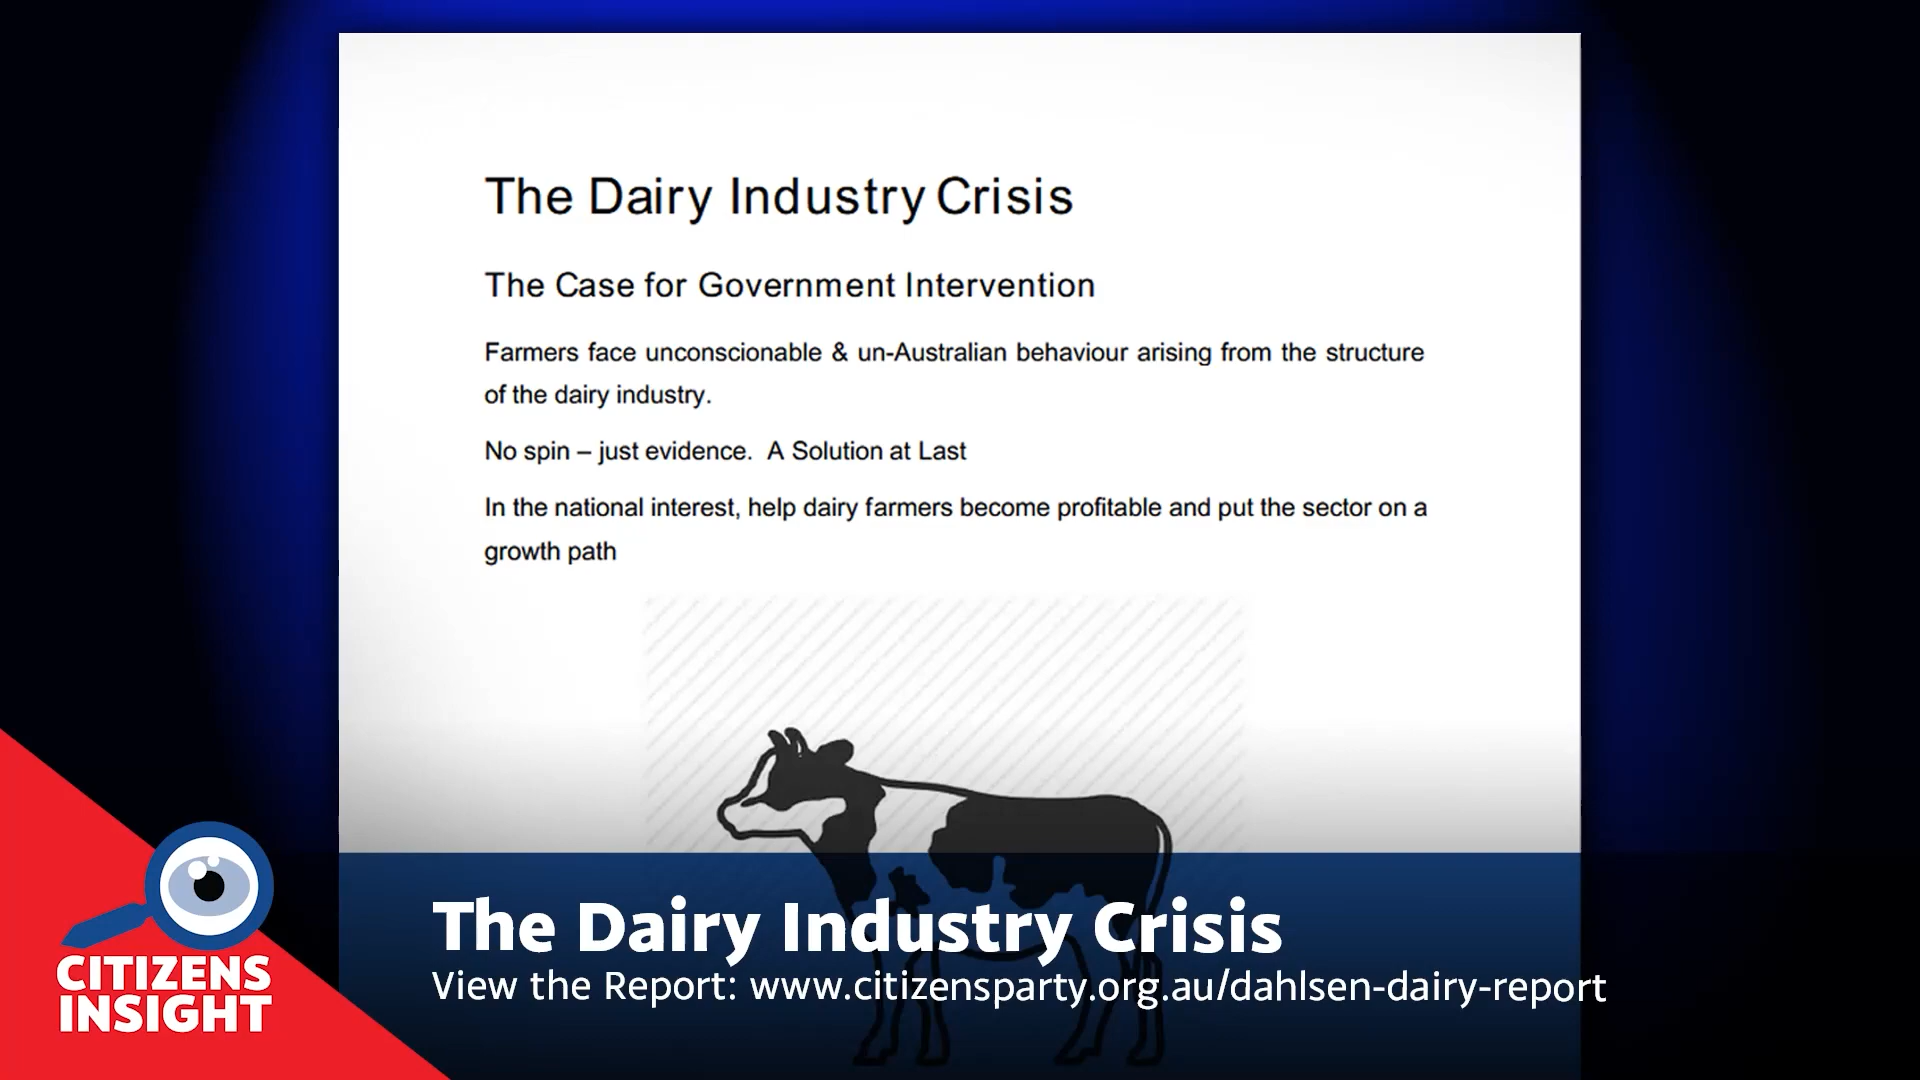 The Dairy Industry Crisis
The Case for Government Intervention
Farmers face unconscionable & un-Australian behaviour arising from the structure
of the dairy industry.
No spin – just evidence.  A Solution at Last
In the national interest, help dairy farmers become profitable and put the sector on a
growth path
The Dairy Industry Crisis
View the Report: www.citizensparty.org.au/dahlsen-dairy-report
CITIZENS
INSIGHT